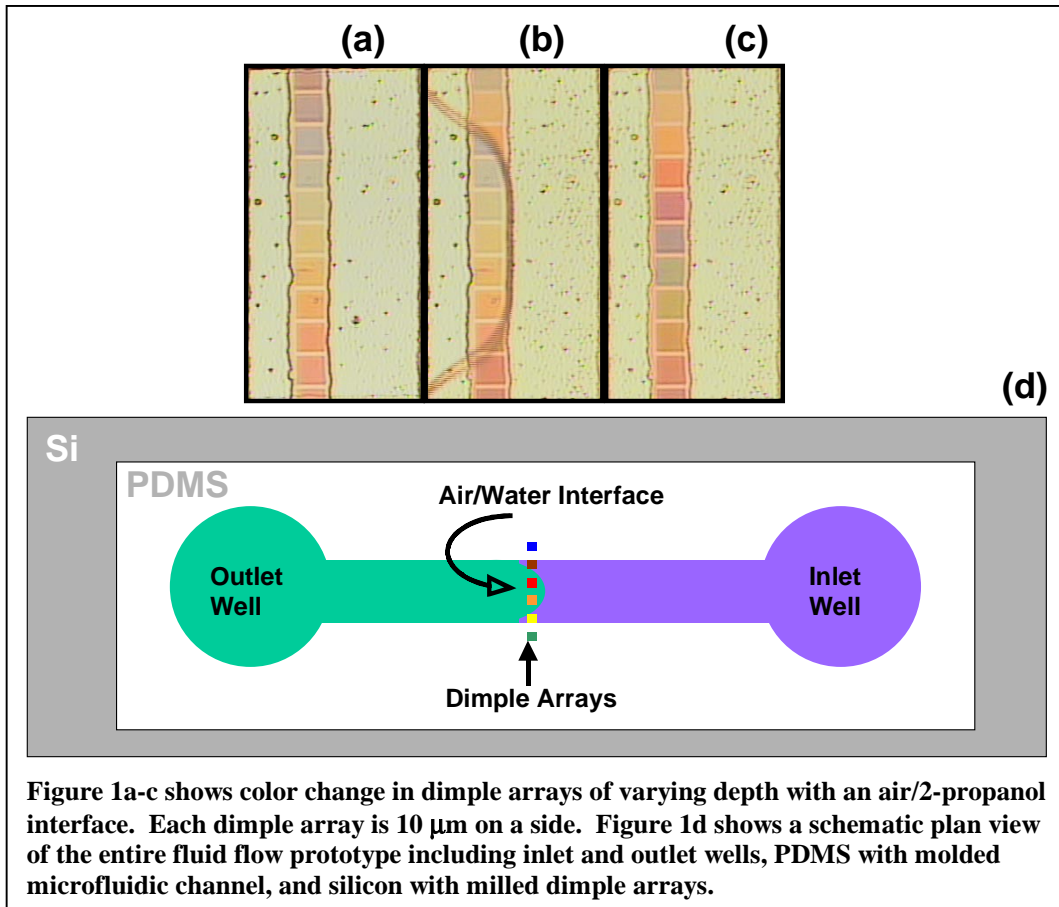 (a) (b) (c)
(d)
Si
PDMS
Air/Water Interface
Outlet
Well
Inlet
Well
Dimple Arrays
Figure 1a-c shows color change in dimple arrays of varying depth with an air/2-propanol
interface.  Each dimple array is 10 μm on a side.  Figure 1d shows a schematic plan view
of the entire fluid flow prototype including inlet and outlet wells, PDMS with molded
microfluidic channel, and silicon with milled dimple arrays.